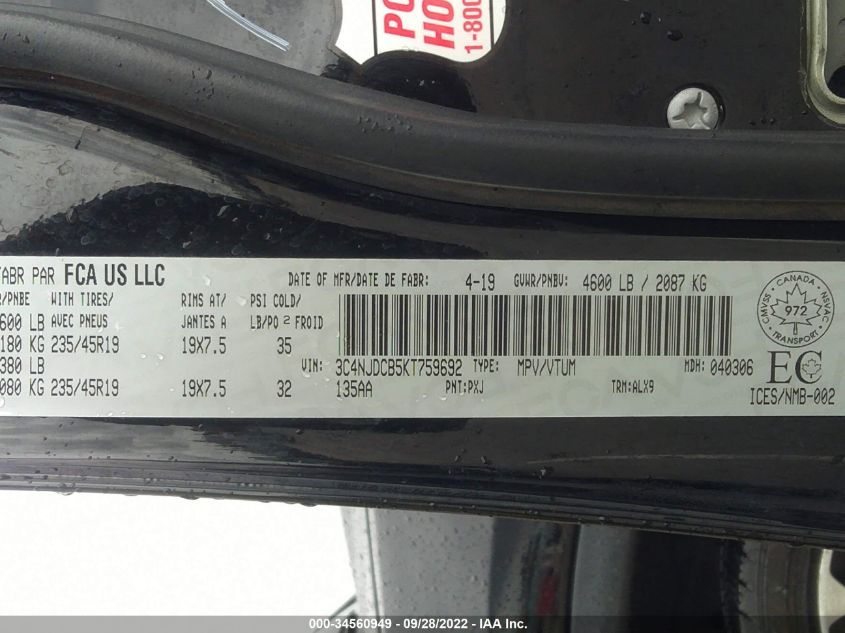 PO
HO
1-800
FABR PAR FCA US LLC
DATE OF MFR/DATE DE FABR: 4-19 GVWR/PNBV: 4600 LB / 2087 KG
/PNBE WITH TIRES/ RIMS AT/ PSI COLD/
600 LB AVEC PNEUS JANTES A LB/PO 2 FROID
180 KG 235/45R19 19X7.5 35
380 LB
080 KG 235/45R19 19X7.5 32
VIN: 3C4NJDCB5KT759692 TYPE: MPV/VTUM MDH: 040306
135AA PNT:PXJ TRM:ALX9
CANADA
CMVSS NSVAC
972
TRANSPORT
EC
ICES/NMB-002
000-34560949 - 09/28/2022 - IAA Inc.